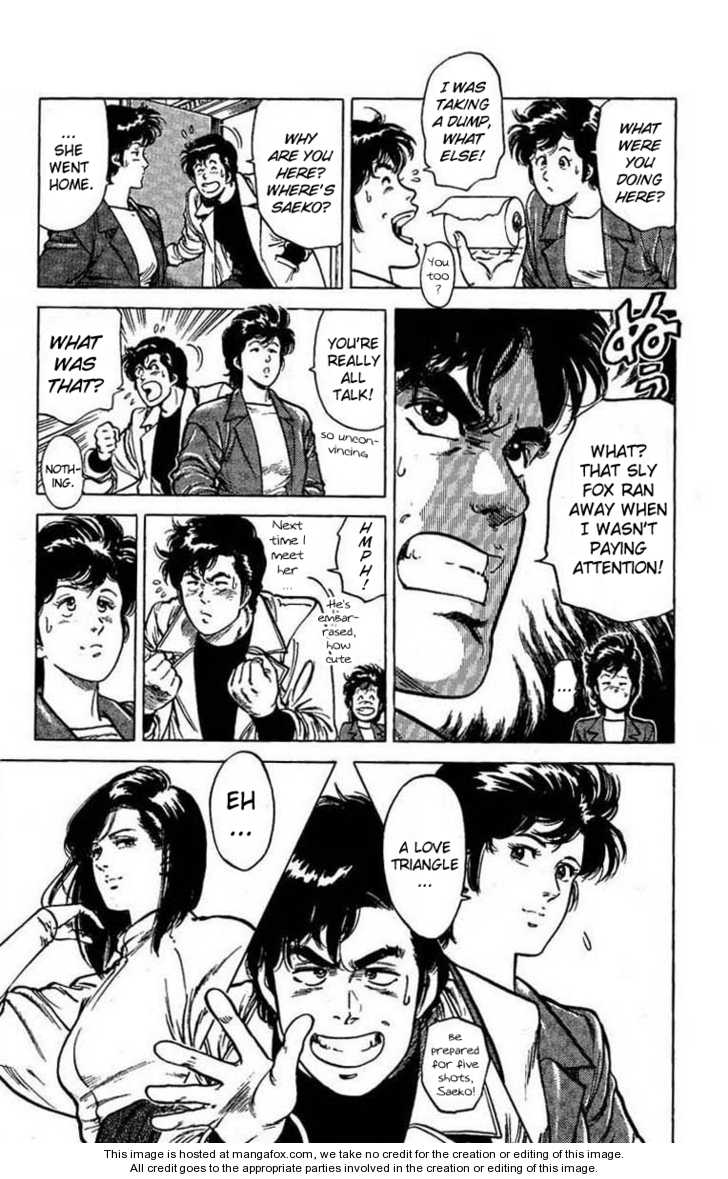 WHAT
WERE
YOU
DOING
HERE?
I WAS
TAKING
A DUMP,
WHAT
ELSE!
You
too
?
WHY
ARE YOU
HERE?
WHERE'S
SAEKO?
...
SHE
WENT
HOME.
WHAT?
THAT SLY
FOX RAN
AWAY WHEN
I WASN'T
PAYING
ATTENTION!
...
YOU'RE
REALLY
ALL
TALK!
so uncon-
vincing
WHAT
WAS
THAT?
NOTH-
ING.
HMPH!
Next
time I
meet
her
...
He's
embar-
rased,
how
cute
A LOVE
TRIANGLE
...
EH
...
Be
prepared
for five
shots,
Saeko!
This image is hosted at mangafox.com, we take no credit for the creation or editing of this image.
All credit goes to the appropriate parties involved in the creation or editing of this image.